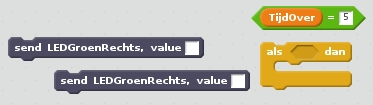 TijdOver = 5
send LEDGroenRechts, value
als dan
send LEDGroenRechts, value